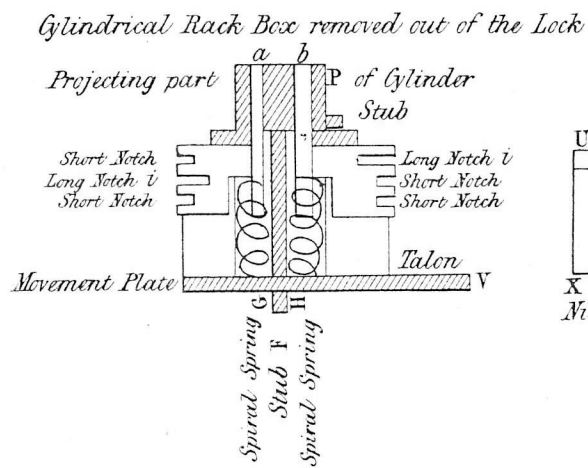 Cylindrical Rack Box removed out of the Lock
a b
Projecting part P of Cylinder
Stub
Short Notch
Long Notch i
Short Notch
Long Notch i
Short Notch
Short Notch
Talon
Movement Plate V
G H
Spiral Spring
Stub F
Spiral Spring
U
X